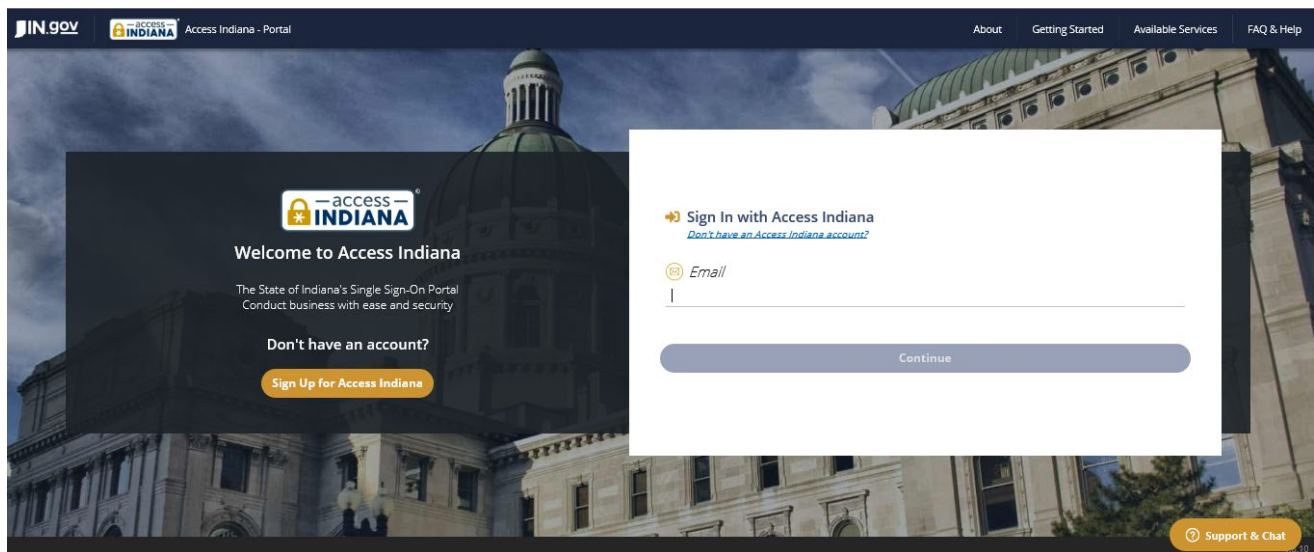 IN.gov
access INDIANA
Access Indiana - Portal
About
Getting Started
Available Services
FAQ & Help
access
INDIANA
Welcome to Access Indiana
The State of Indiana's Single Sign-On Portal
Conduct business with ease and security
Don't have an account?
Sign Up for Access Indiana
Sign In with Access Indiana
Don't have an Access Indiana account?
Email
Continue
Support & Chat